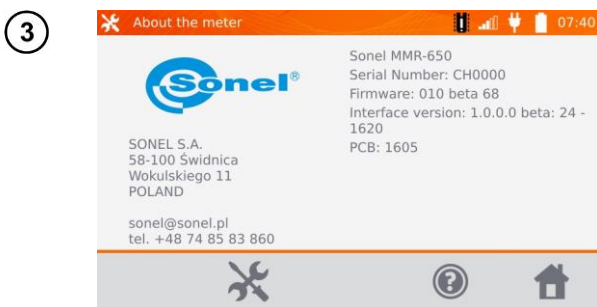 3
About the meter
07:40
Sonel®
SONEL S.A.
58-100 Świdnica
Wokulskiego 11
POLAND
sonel@sonel.pl
tel. +48 74 85 83 860
Sonel MMR-650
Serial Number: CH0000
Firmware: 010 beta 68
Interface version: 1.0.0.0 beta: 24 -
1620
PCB: 1605
?